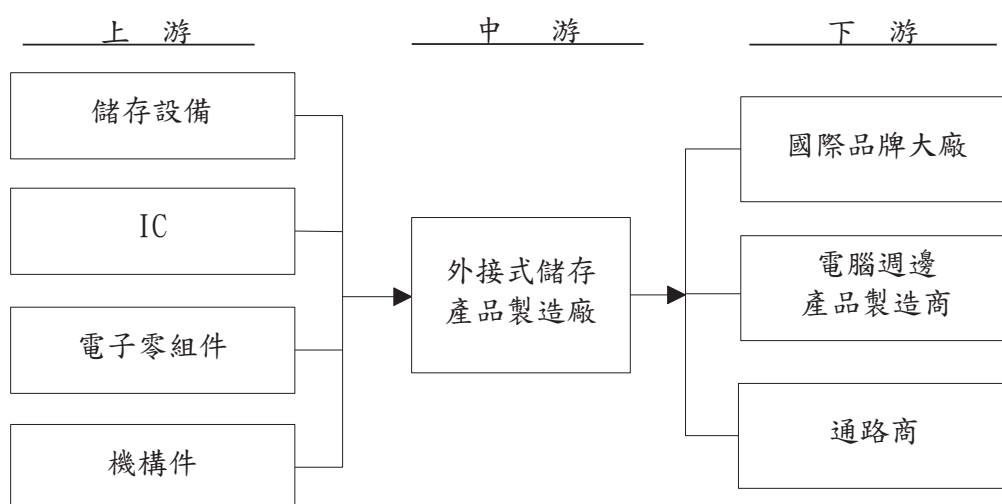 上 游
中 游
下 游
儲存設備
IC
電子零組件
機構件
外接式儲存
產品製造廠
國際品牌大廠
電腦週邊
產品製造商
通路商